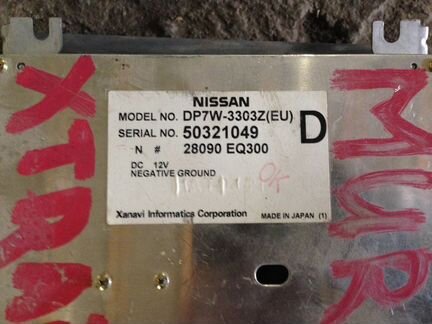 NISSAN
MODEL NO. DP7W-3303Z(EU)
SERIAL NO. 50321049
D
N # 28090 EQ300
DC 12V
NEGATIVE GROUND
OK
Xanavi Informatics Corporation
MADE IN JAPAN (1)
XTRA
MUR